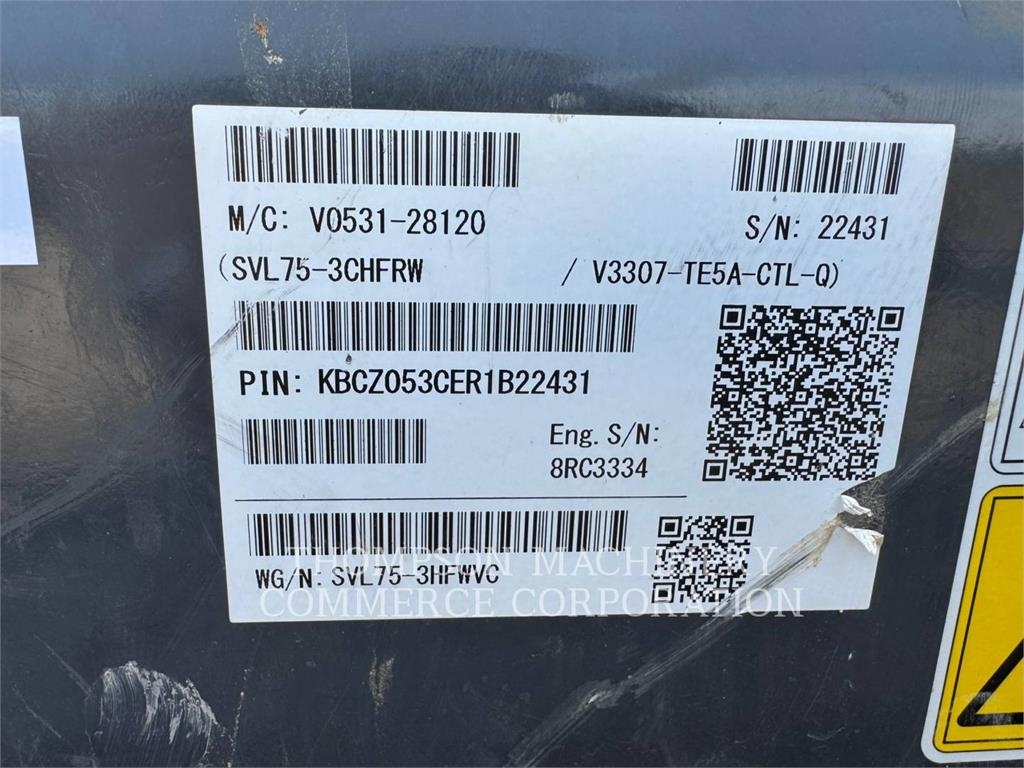 M/C: V0531-28120 S/N: 22431
(SVL75-3CHFRW / V3307-TE5A-CTL-Q)
PIN: KBCZ053CER1B22431
Eng. S/N:
8RC3334
WG/N: SVL75-3HFWVC
THOMPSON MACHINERY
COMMERCE CORPORATION